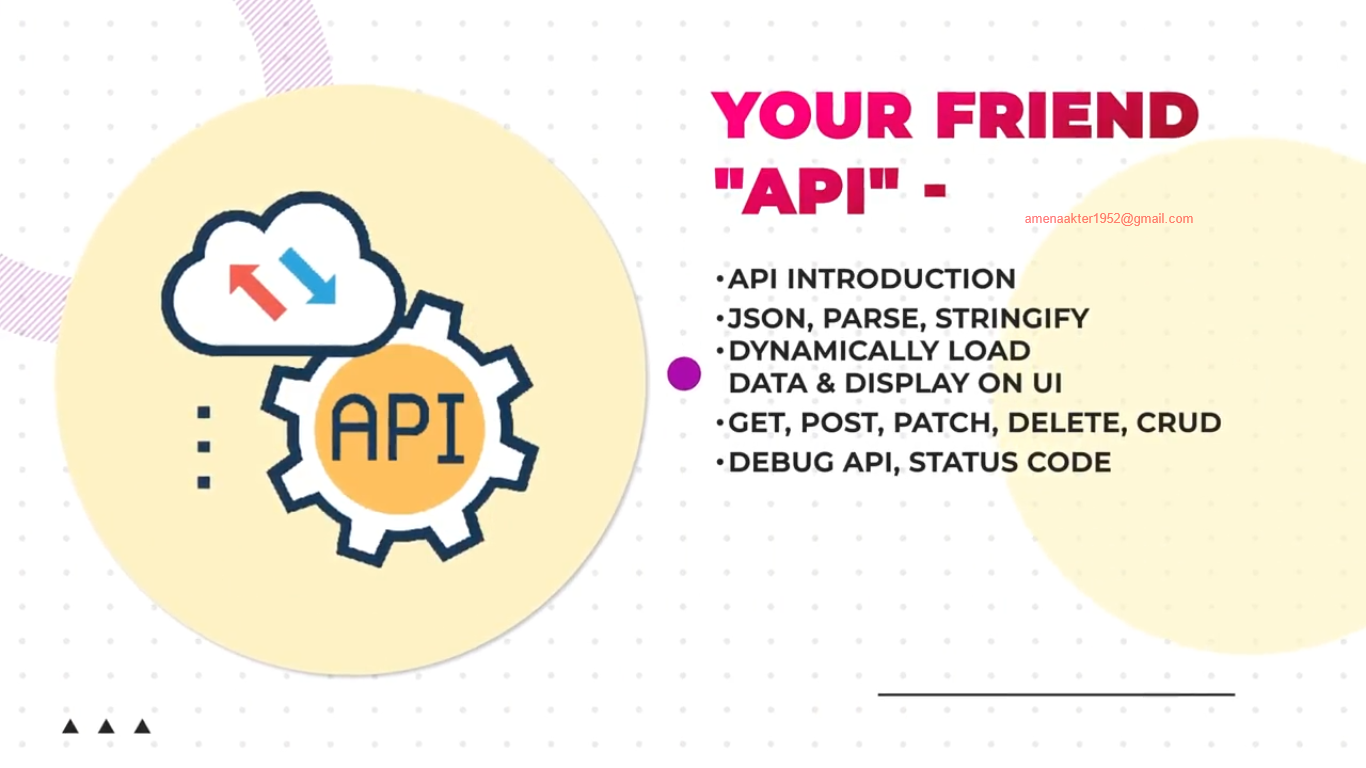 YOUR FRIEND
"API" -
amenaakter1952@gmail.com
•API INTRODUCTION
•JSON, PARSE, STRINGIFY
•DYNAMICALLY LOAD
DATA & DISPLAY ON UI
•GET, POST, PATCH, DELETE, CRUD
•DEBUG API, STATUS CODE
API